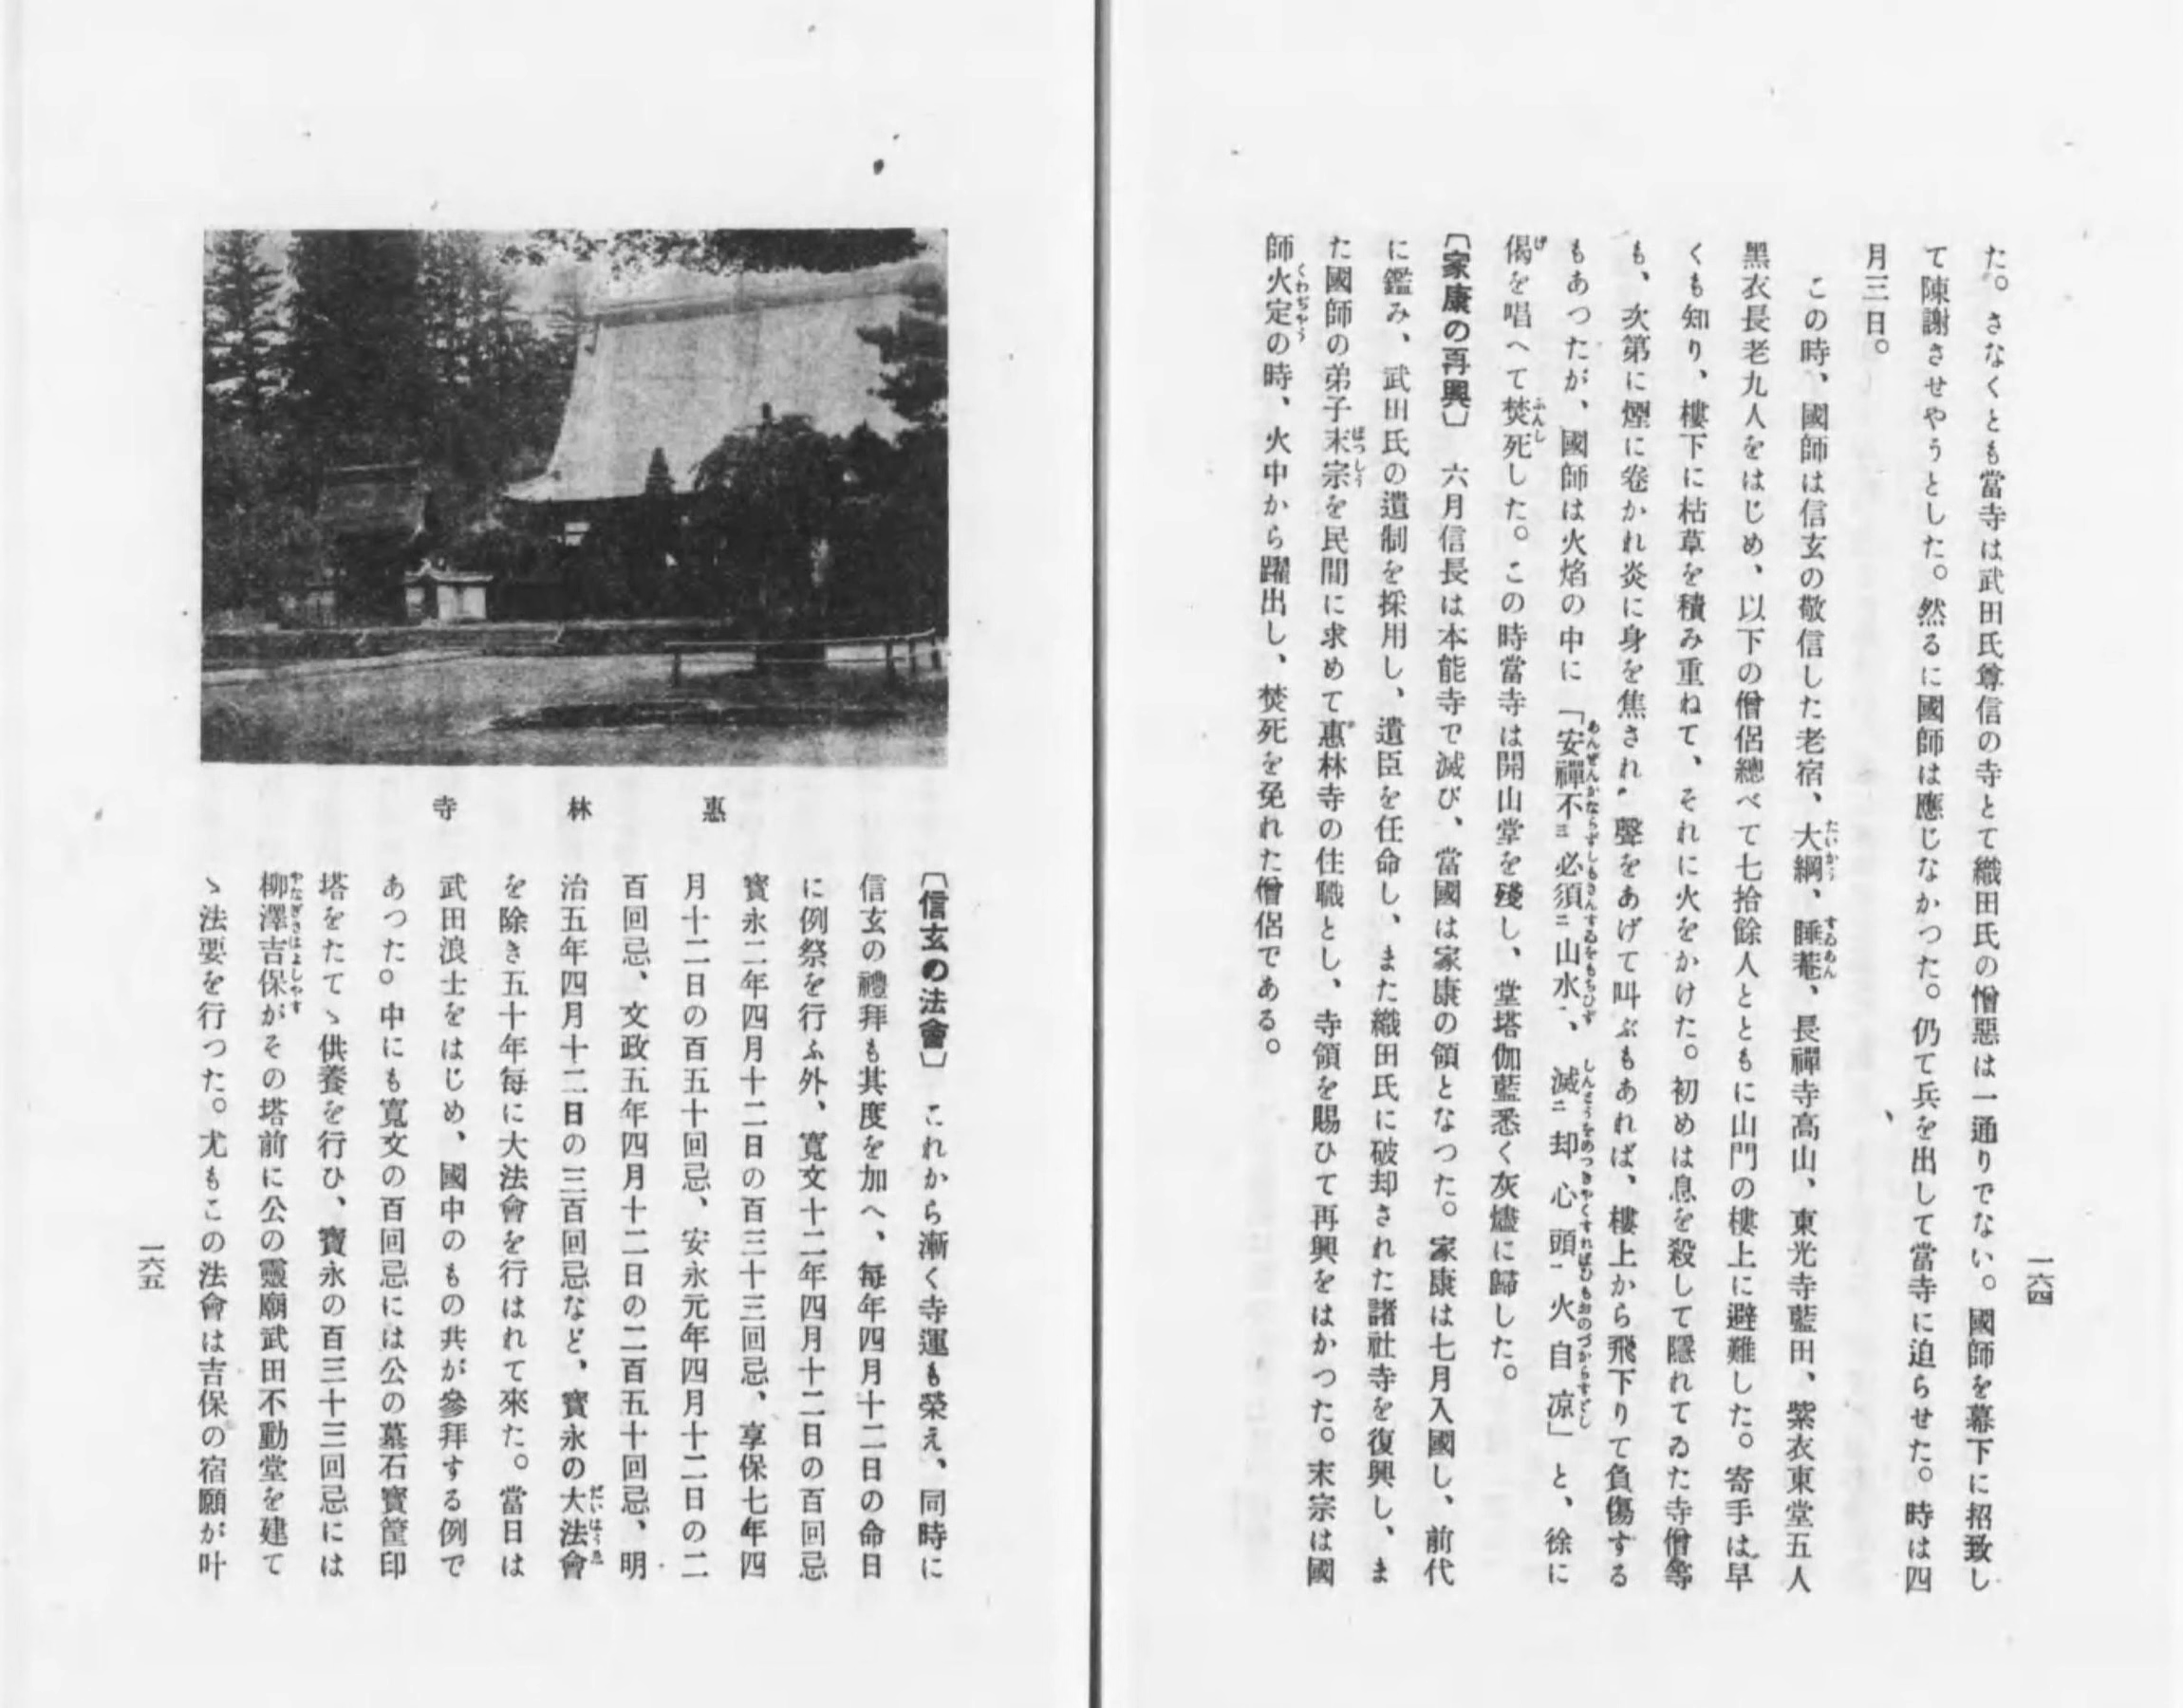 一六四
た。さなくとも當寺は武田氏尊信の寺とて織田氏の憎惡は一通りでない。國師を幕下に招致し
て陳謝させやうとした。然るに國師は應じなかつた。仍て兵を出して當寺に迫らせた。時は四
月三日。
この時、國師は信玄の敬信した老宿、大綱、睡菴、長禪寺高山、東光寺藍田、紫衣東堂五人
黑衣長老九人をはじめ、以下の僧侶總べて七拾餘人とともに山門の樓上に避難した。寄手は早
くも知り、樓下に枯草を積み重ねて、それに火をかけた。初めは息を殺して隱れてゐた寺僧等
も、次第に煙に卷かれ炎に身を焦され、聲をあげて叫ぶもあれば、樓上から飛下りて負傷する
もあつたが、國師は火焰の中に「安禪不三必須二山水一、滅二却心頭一火自凉」と、徐に
偈を唱へて焚死した。この時當寺は開山堂を殘し、堂塔伽藍悉く灰燼に歸した。
〔家康の再興〕　六月信長は本能寺で滅び、當國は家康の領となつた。家康は七月入國し、前代
に鑑み、武田氏の遺制を採用し、遺臣を任命し、また織田氏に破却された諸社寺を復興し、ま
た國師の弟子末宗を民間に求めて惠林寺の住職とし、寺領を賜ひて再興をはかつた。末宗は國
師火定の時、火中から躍出し、焚死を免れた僧侶である。
惠林寺
〔信玄の法會〕　これから漸く寺運も榮え、同時に
信玄の禮拜も其度を加へ、每年四月十二日の命日
に例祭を行ふ外、寬文十二年四月十二日の百回忌
寶永二年四月十二日の百三十三回忌、享保七年四
月十二日の百五十回忌、安永元年四月十二日の二
百回忌、文政五年四月十二日の二百五十回忌、明
治五年四月十二日の三百回忌など、寶永の大法會
を除き五十年每に大法會を行はれて來た。當日は
武田浪士をはじめ、國中のもの共が參拜する例で
あつた。中にも寬文の百回忌には公の墓石寶篋印
塔をたてゝ供養を行ひ、寶永の百三十三回忌には
柳澤吉保がその塔前に公の靈廟武田不動堂を建て
ゝ法要を行つた。尤もこの法會は吉保の宿願が叶
一六五